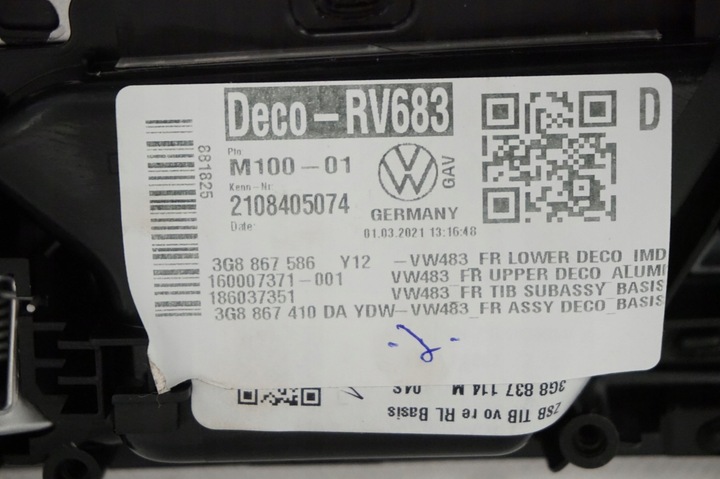 Deco-RV683
D
Pin
M100-01
Kenn-Nr:
2108405074
Date:
GAV
GERMANY
01.03.2021 13:16:48
881825
3G8 867 586 Y12 -VW483_FR LOWER DECO_IMD
160007371-001 VW483_FR UPPER DECO_ALUMI
186037351 VW483_FR TIB SUBASSY_BASIS
3G8 867 410 DA YDW-VW483_FR ASSY DECO_BASIS
ZSB TIB vo re RL Basis
3G8 837 114 M 04S